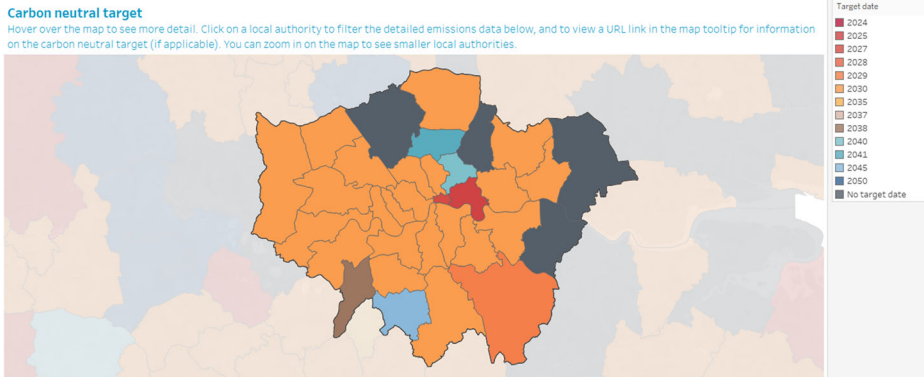 Carbon neutral target
Hover over the map to see more detail. Click on a local authority to filter the detailed emissions data below, and to view a URL link in the map tooltip for information
on the carbon neutral target (if applicable). You can zoom in on the map to see smaller local authorities.
Target date
2024
2025
2027
2028
2029
2030
2035
2037
2038
2040
2041
2045
2050
No target date